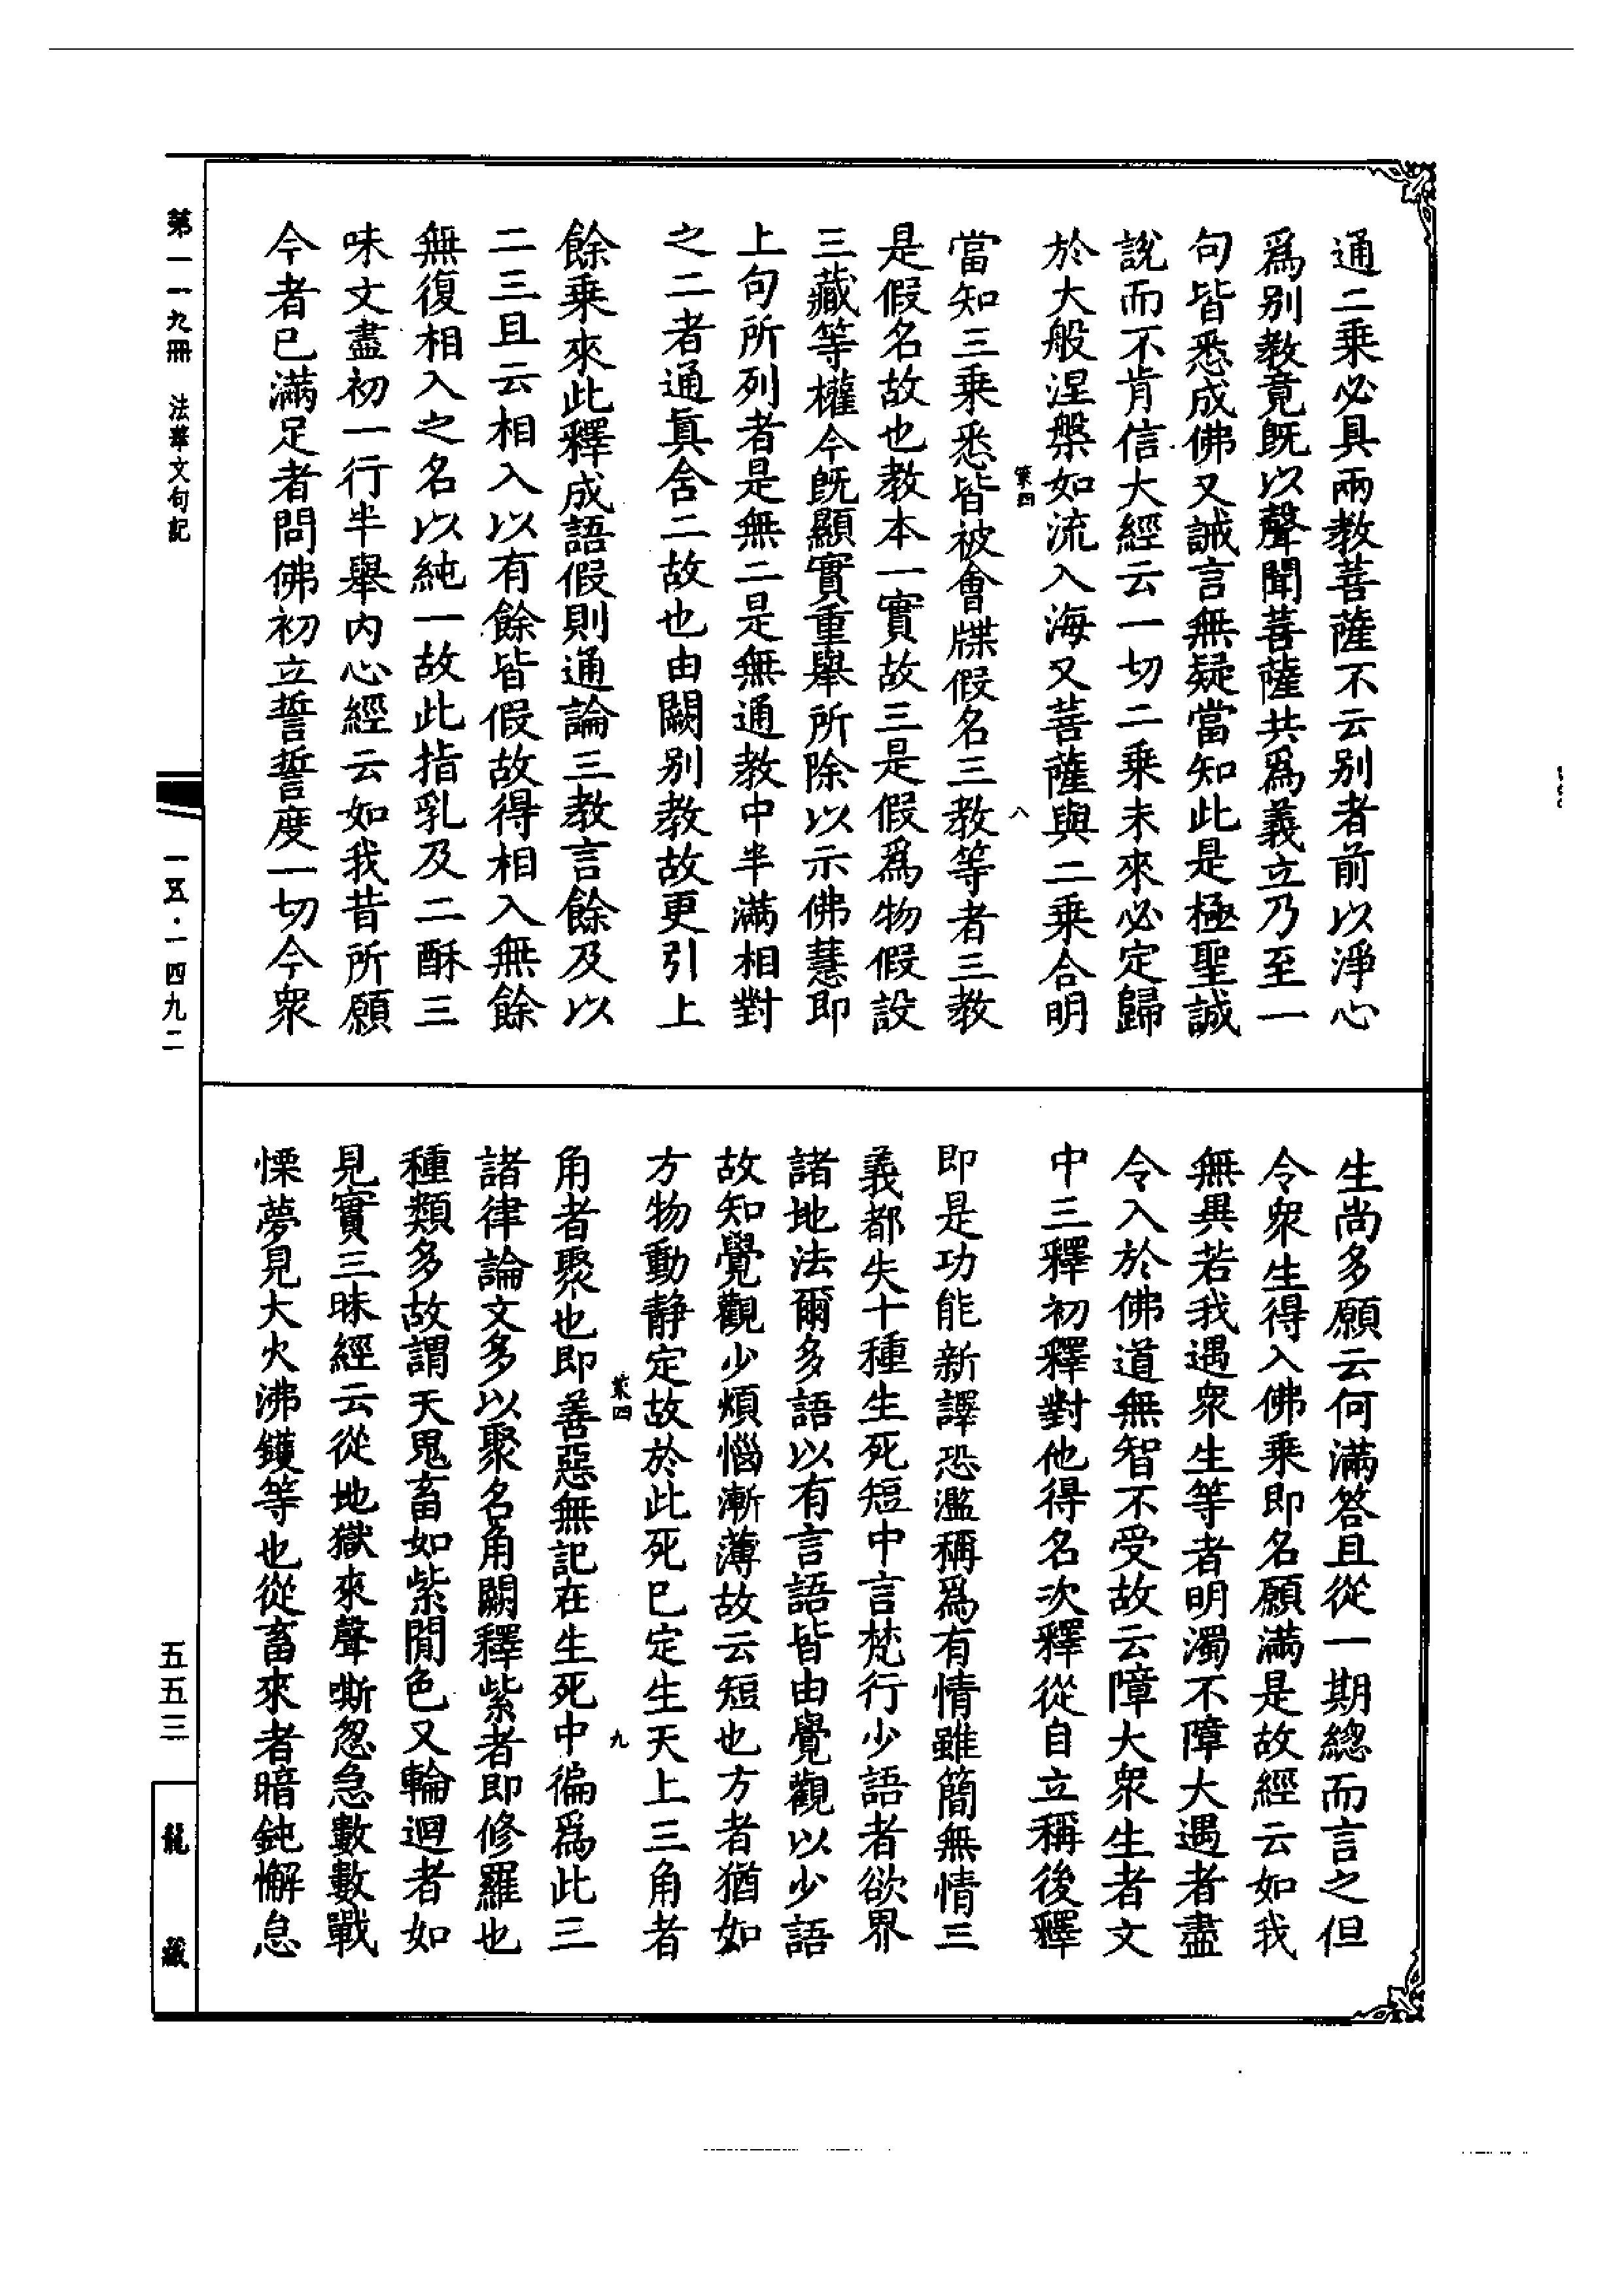 通二乗必具兩教菩薩不云別者前以淨心
爲別教竟既以聲聞菩薩共爲義立乃至一
句皆悉成佛又誠言無疑當知此是極聖誠
說而不肯信大經云一切二乗未來必定歸
於大般涅槃如流入海又菩薩與二乗合明
策四
八
當知三乗悉皆被會牒假名三教等者三教
是假名故也教本一實故三是假爲物假設
三藏等權今既顯實重舉所除以示佛慧即
上句所列者是無二是無通教中半滿相對
之二者通真含二故也由闕別教故更引上
餘乗來此釋成語假則通論三教言餘及以
二三且云相入以有餘皆假故得相入無餘
無復相入之名以純一故此指乳及二酥三
味文盡初一行半舉內心經云如我昔所願
今者已滿足者問佛初立誓誓度一切今衆
生尚多願云何滿答且從一期總而言之但
令衆生得入佛乗即名願滿是故經云如我
無異若我遇衆生等者明濁不障大遇者盡
令入於佛道無智不受故云障大衆生者文
中三釋初釋對他得名次釋從自立稱後釋
即是功能新譯恐濫稱爲有情雖簡無情三
義都失十種生死短中言梵行少語者欲界
諸地法爾多語以有言語皆由覺觀以少語
故知覺觀少煩惱漸薄故云短也方者猶如
方物動靜定故於此死已定生天上三角者
策四
九
角者聚也即善惡無記在生死中徧爲此三
諸律論文多以聚名角闕釋紫者即修羅也
種類多故謂天鬼畜如紫閒色又輪迴者如
見實三昧經云從地獄來聲嘶忽急數數戰
慄夢見大火沸鑊等也從畜來者暗鈍懈怠
第一一九冊　法華文句記
一五·一四九二
五五三
龍藏